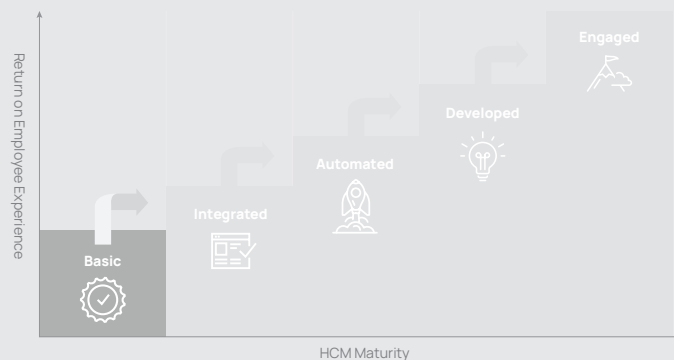 Engaged
Developed
Automated
Integrated
Basic
Return on Employee Experience
HCM Maturity